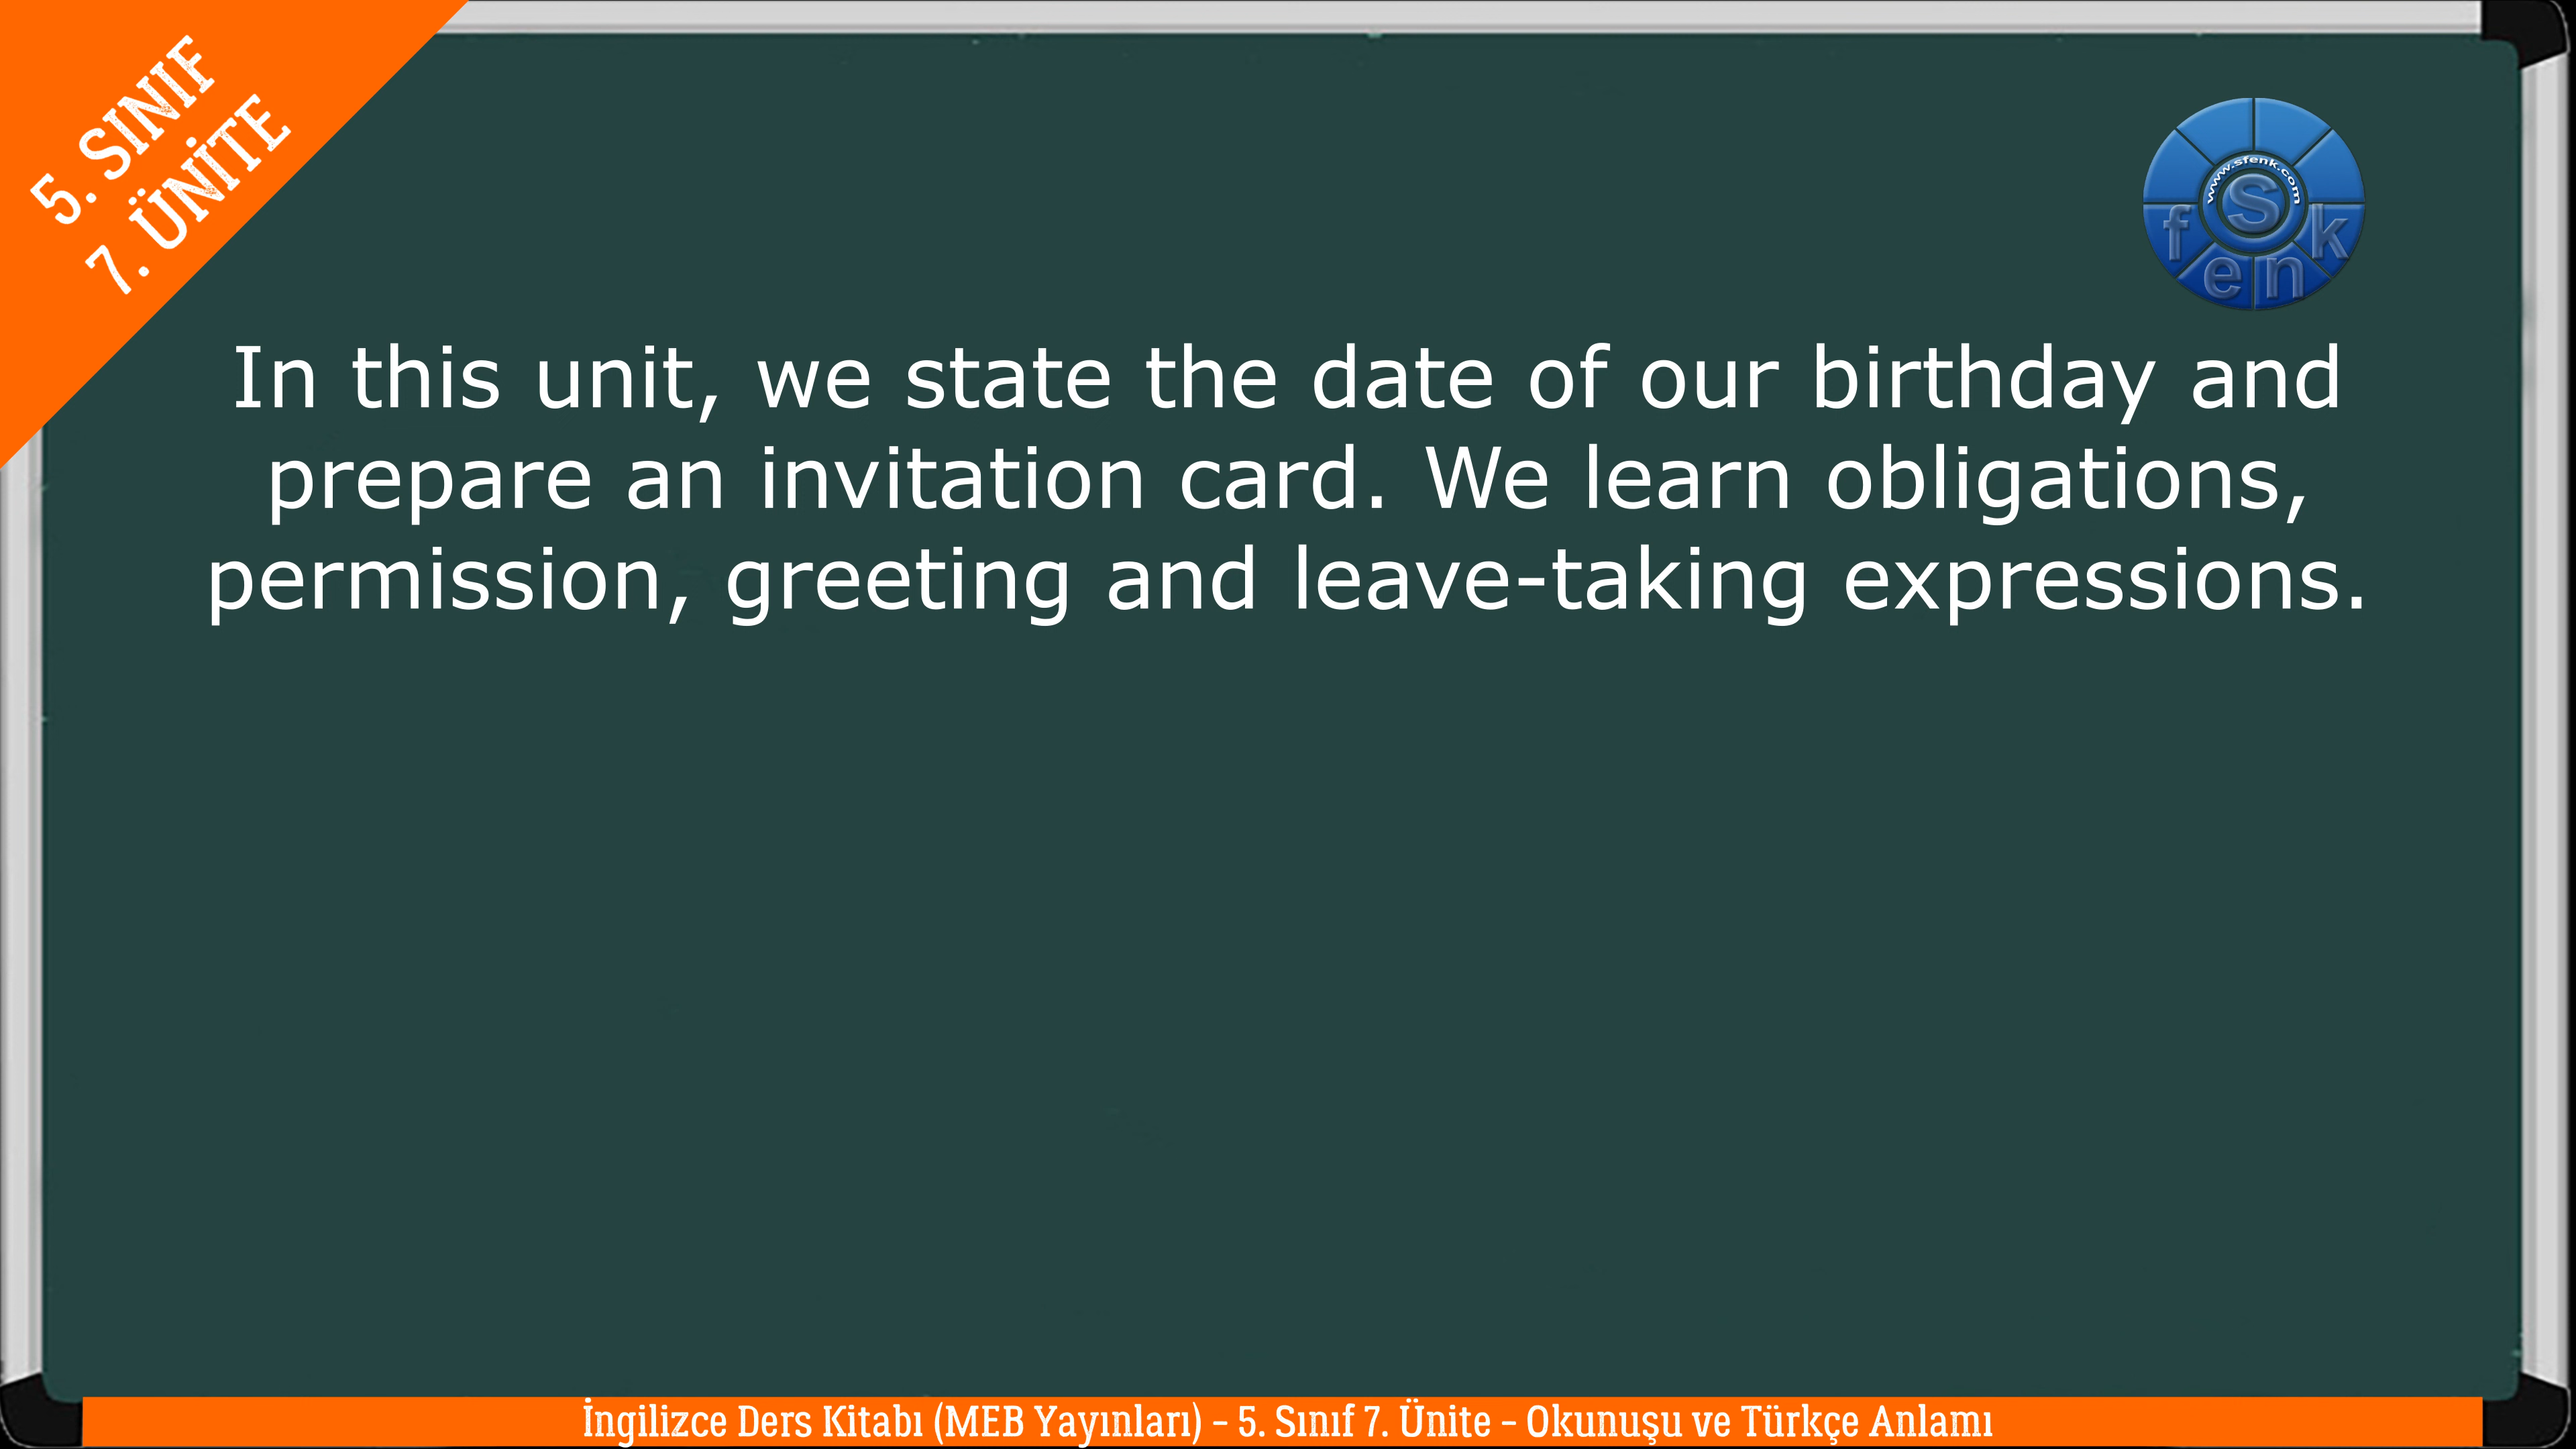 5. SINIF
7. ÜNİTE
www.sfenk.com
S
f e n k
In this unit, we state the date of our birthday and
prepare an invitation card. We learn obligations,
permission, greeting and leave-taking expressions.
İngilizce Ders Kitabı (MEB Yayınları) – 5. Sınıf 7. Ünite – Okunuşu ve Türkçe Anlamı